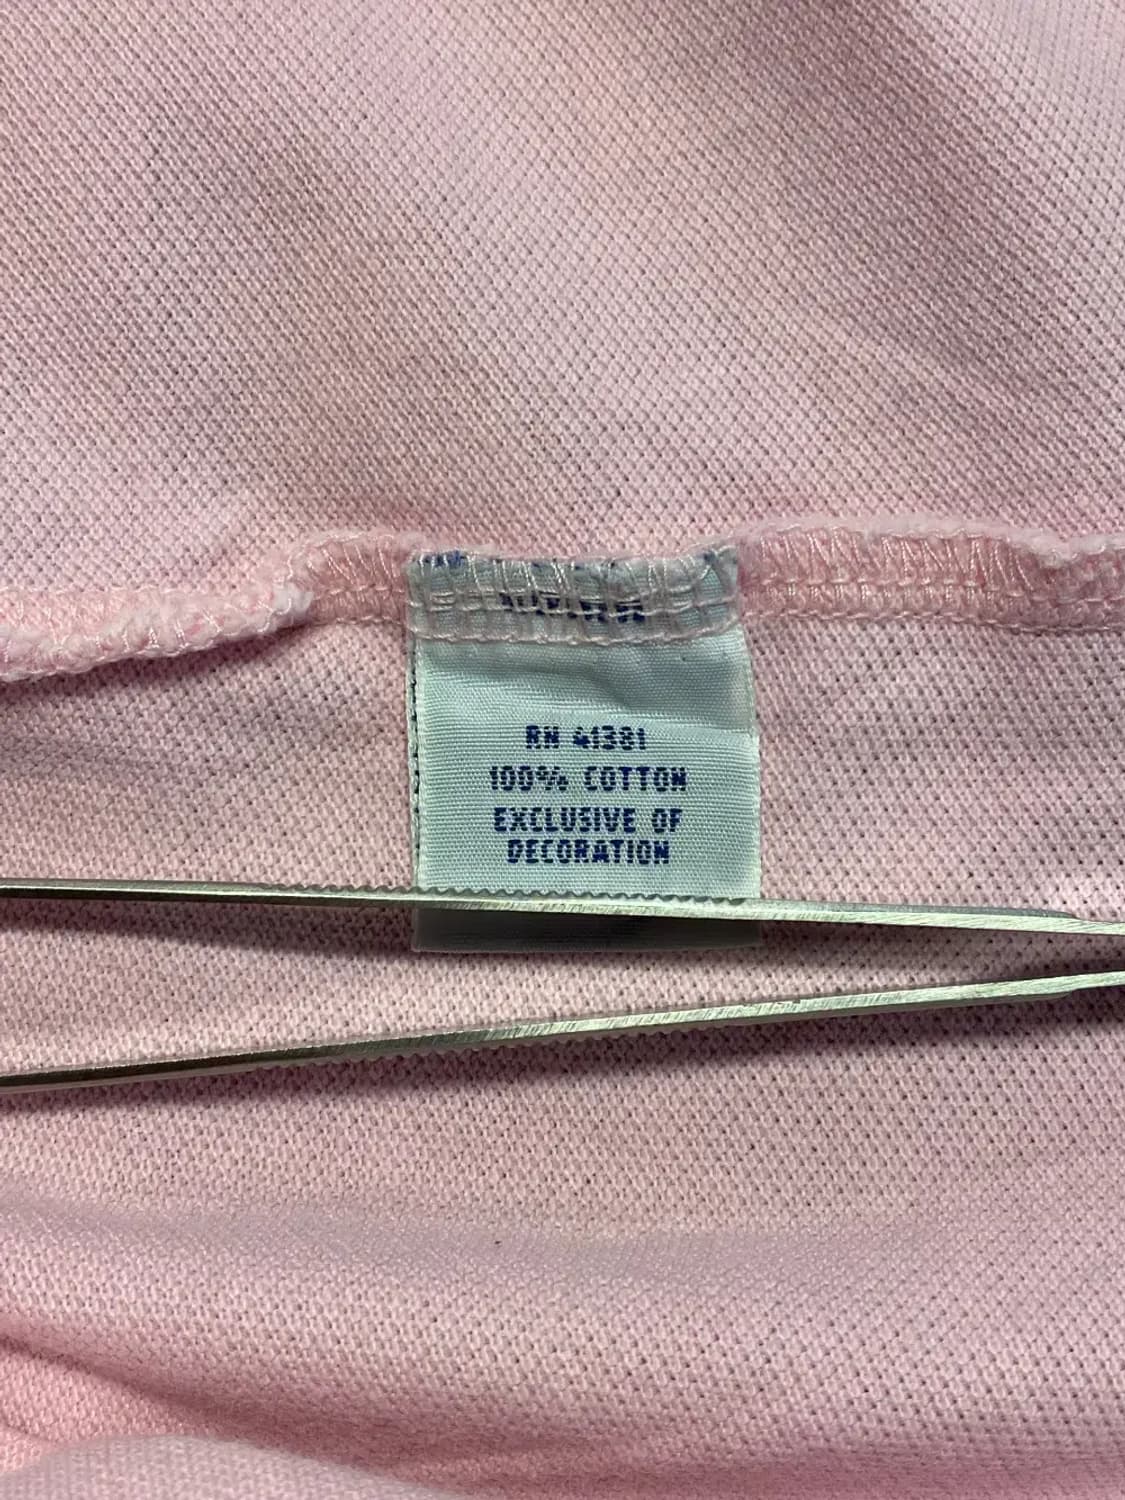 RN 41381
100% COTTON
EXCLUSIVE OF
DECORATION